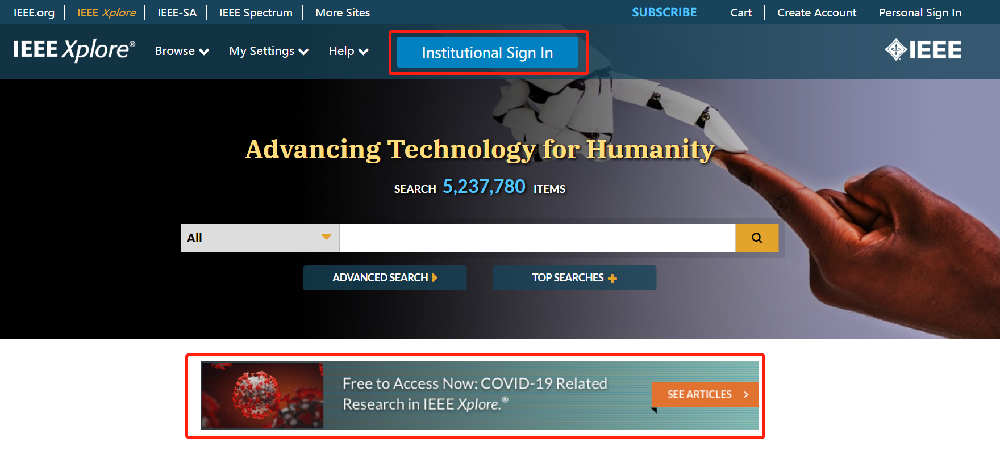 IEEE.org IEEE Xplore IEEE-SA IEEE Spectrum More Sites SUBSCRIBE Cart Create Account Personal Sign In
IEEE Xplore® Browse My Settings Help Institutional Sign In IEEE
Advancing Technology for Humanity
SEARCH 5,237,780 ITEMS
All
ADVANCED SEARCH TOP SEARCHES
Free to Access Now: COVID-19 Related
Research in IEEE Xplore.®
SEE ARTICLES